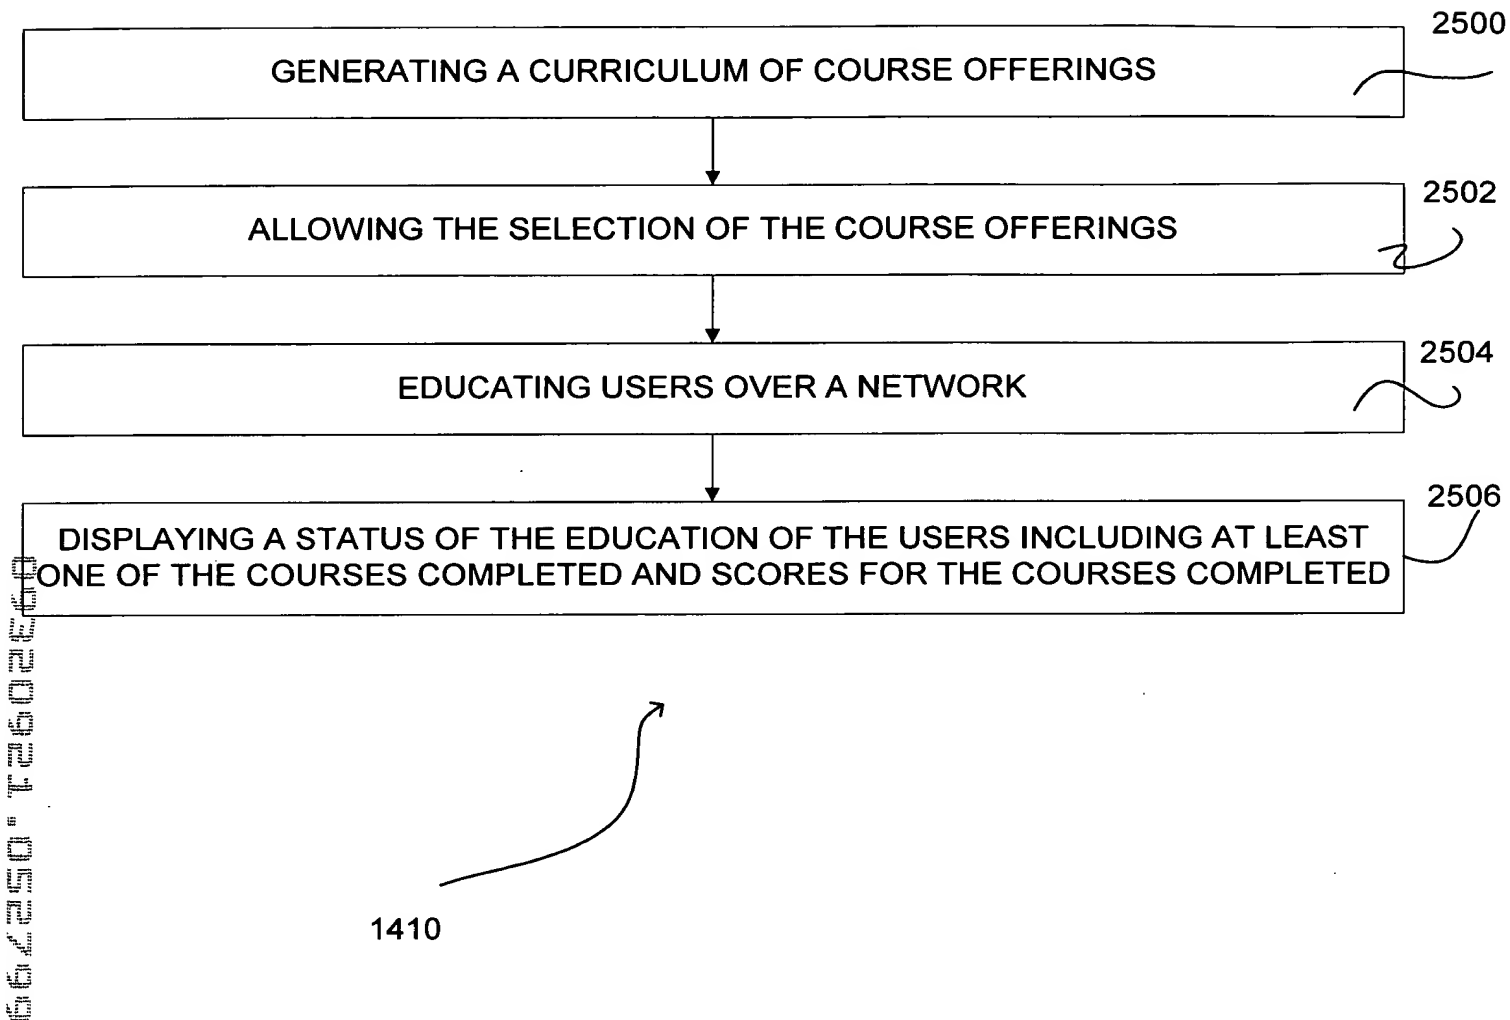 2500
GENERATING A CURRICULUM OF COURSE OFFERINGS
2502
ALLOWING THE SELECTION OF THE COURSE OFFERINGS
2504
EDUCATING USERS OVER A NETWORK
2506
DISPLAYING A STATUS OF THE EDUCATION OF THE USERS INCLUDING AT LEAST
ONE OF THE COURSES COMPLETED AND SCORES FOR THE COURSES COMPLETED
1410